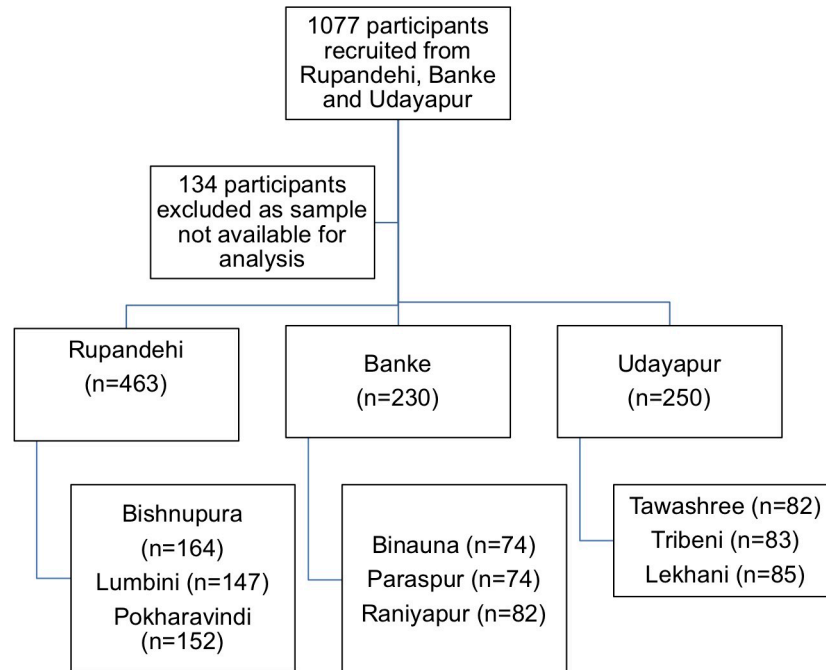 1077 participants
recruited from
Rupandehi, Banke
and Udayapur
134 participants
excluded as sample
not available for
analysis
Rupandehi
(n=463)
Banke
(n=230)
Udayapur
(n=250)
Bishnupura
(n=164)
Lumbini (n=147)
Pokharavindi
(n=152)
Binauna (n=74)
Paraspur (n=74)
Raniyapur (n=82)
Tawashree (n=82)
Tribeni (n=83)
Lekhani (n=85)